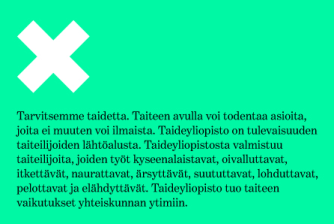 Tarvitsemme taidetta. Taiteen avulla voi todentaa asioita,
joita ei muuten voi ilmaista. Taideyliopisto on tulevaisuuden
taiteilijoiden lähtöalusta. Taideyliopistosta valmistuu
taiteilijoita, joiden työt kyseenalaistavat, oivalluttavat,
itkettävät, naurattavat, ärsyttävät, suututtavat, lohduttavat,
pelottavat ja elähdyttävät. Taideyliopisto tuo taiteen
vaikutukset yhteiskunnan ytimiin.